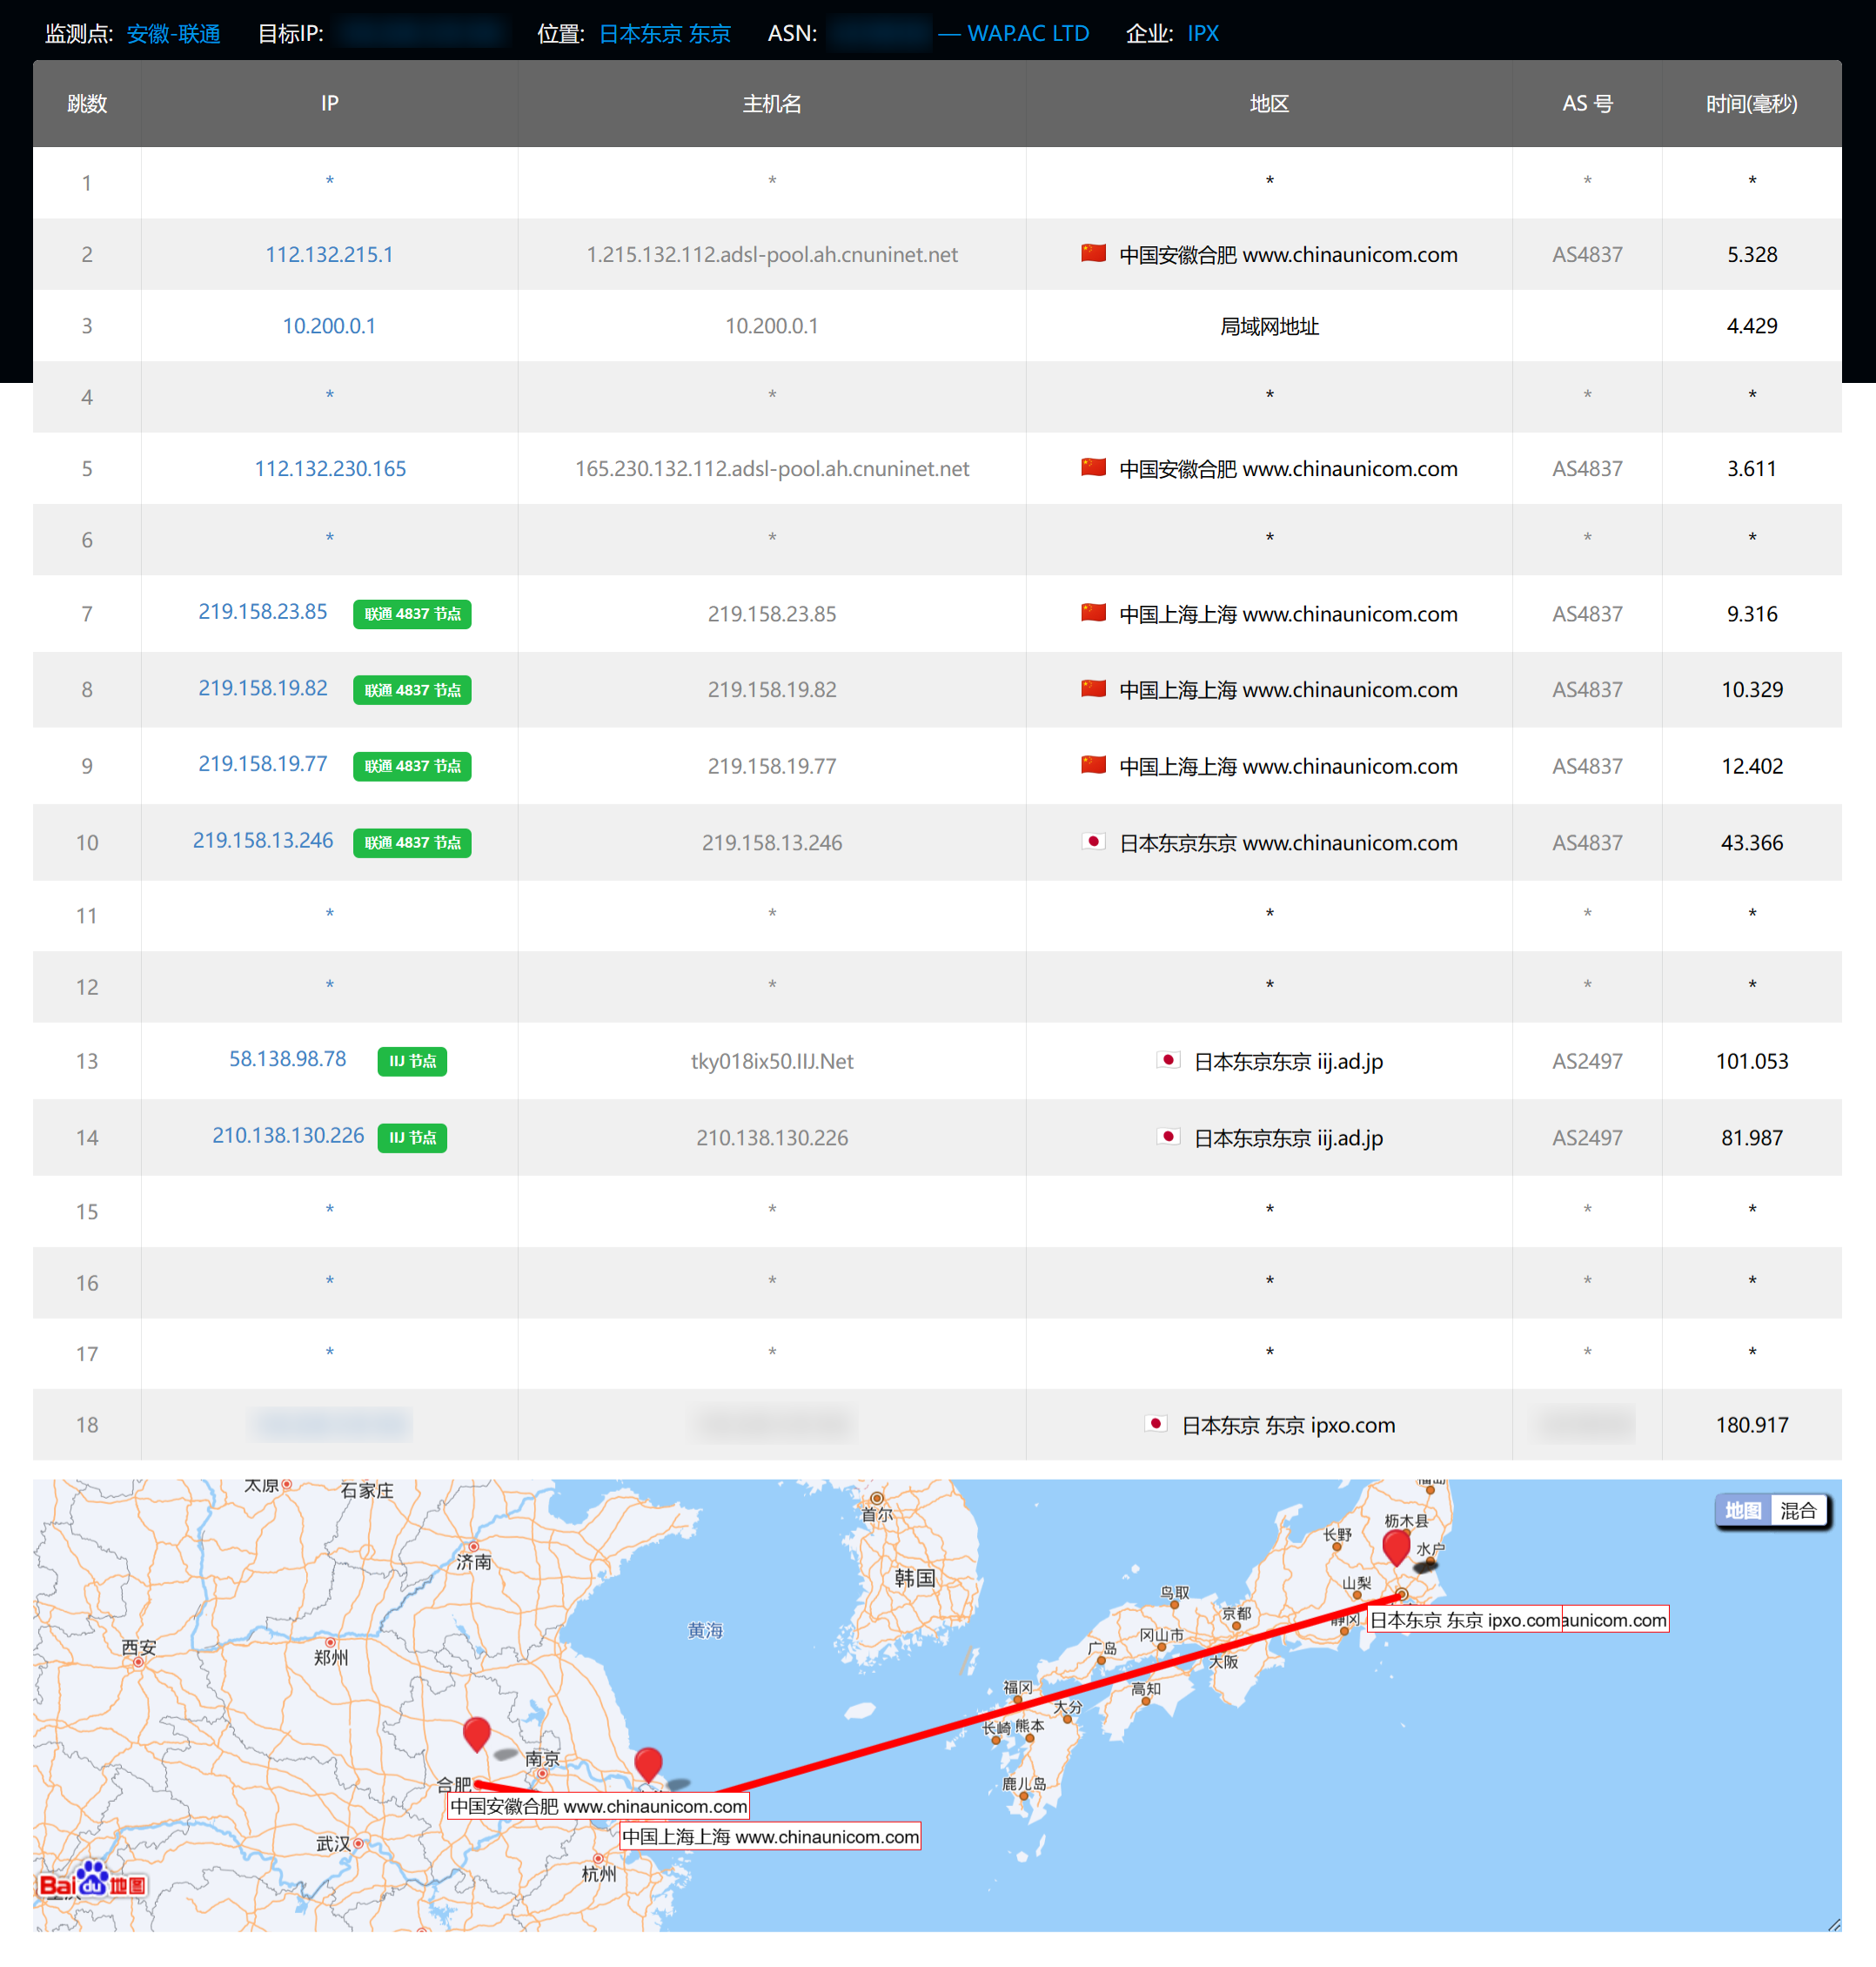 监测点: 安徽-联通 目标IP: 位置: 日本东京 东京 ASN: — WAP.AC LTD 企业: IPX
跳数 IP 主机名 地区 AS 号 时间(毫秒)
1 * * * * *
2 112.132.215.1 1.215.132.112.adsl-pool.ah.cnuninet.net 中国安徽合肥 www.chinaunicom.com AS4837 5.328
3 10.200.0.1 10.200.0.1 局域网地址 4.429
4 * * * * *
5 112.132.230.165 165.230.132.112.adsl-pool.ah.cnuninet.net 中国安徽合肥 www.chinaunicom.com AS4837 3.611
6 * * * * *
7 219.158.23.85 联通 4837 节点 219.158.23.85 中国上海上海 www.chinaunicom.com AS4837 9.316
8 219.158.19.82 联通 4837 节点 219.158.19.82 中国上海上海 www.chinaunicom.com AS4837 10.329
9 219.158.19.77 联通 4837 节点 219.158.19.77 中国上海上海 www.chinaunicom.com AS4837 12.402
10 219.158.13.246 联通 4837 节点 219.158.13.246 日本东京东京 www.chinaunicom.com AS4837 43.366
11 * * * * *
12 * * * * *
13 58.138.98.78 IIJ 节点 tky018ix50.IIJ.Net 日本东京东京 iij.ad.jp AS2497 101.053
14 210.138.130.226 IIJ 节点 210.138.130.226 日本东京东京 iij.ad.jp AS2497 81.987
15 * * * * *
16 * * * * *
17 * * * * *
18 日本东京 东京 ipxo.com 180.917
太原 石家庄
首尔
地图 混合
枥木县
长野
水户
济南
韩国
山梨
鸟取
京都
静冈
日本东京 东京 ipxo.com aunicom.com
黄海
冈山市
西安
广岛
郑州
大阪
福冈
高知
大分
长崎 熊本
南京
合肥
鹿儿岛
中国安徽合肥 www.chinaunicom.com
中国上海上海 www.chinaunicom.com
武汉
杭州
Bai du 地图